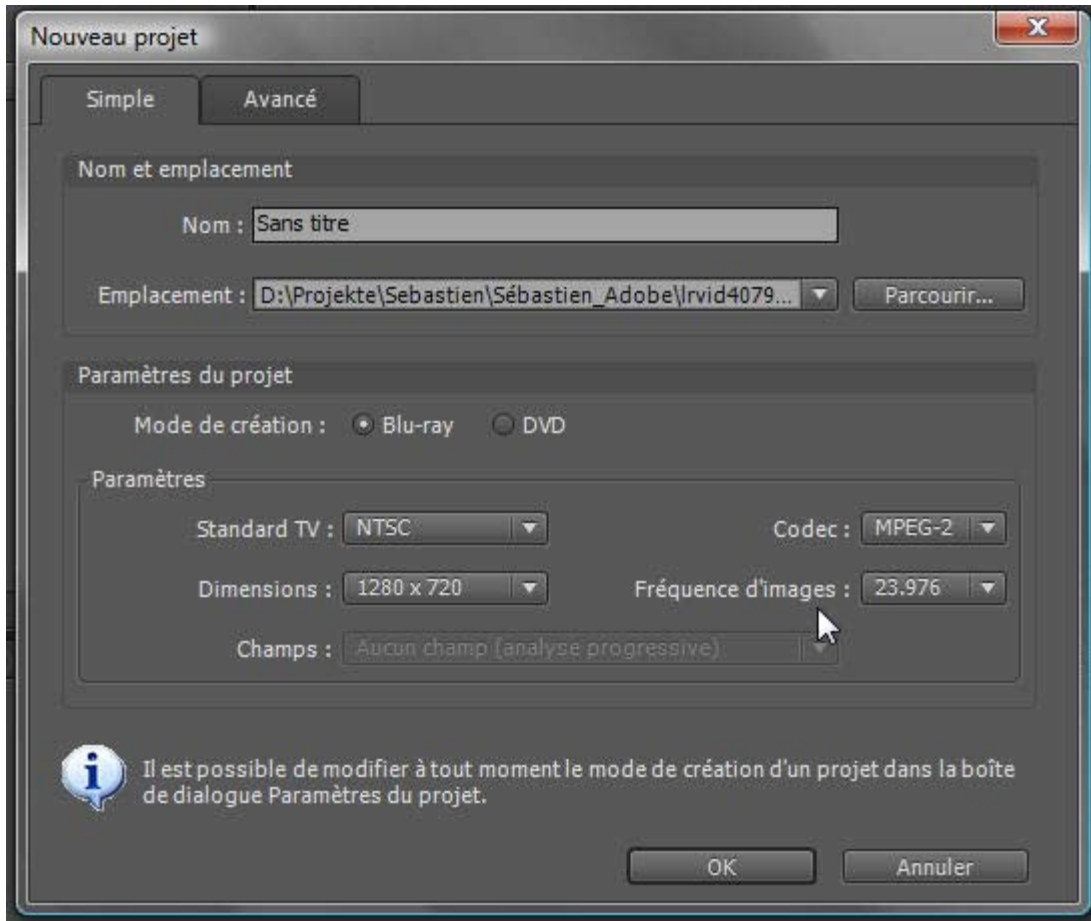 Nouveau projet
Simple
Avancé
Nom et emplacement
Nom : Sans titre
Emplacement : D:\Projekte\Sebastien\Sébastien_Adobe\lrvid4079... Parcourir...
Paramètres du projet
Mode de création : Blu-ray DVD
Paramètres
Standard TV : NTSC Codec : MPEG-2
Dimensions : 1280 x 720 Fréquence d'images : 23.976
Champs : Aucun champ (analyse progressive)
Il est possible de modifier à tout moment le mode de création d'un projet dans la boîte
de dialogue Paramètres du projet.
OK Annuler